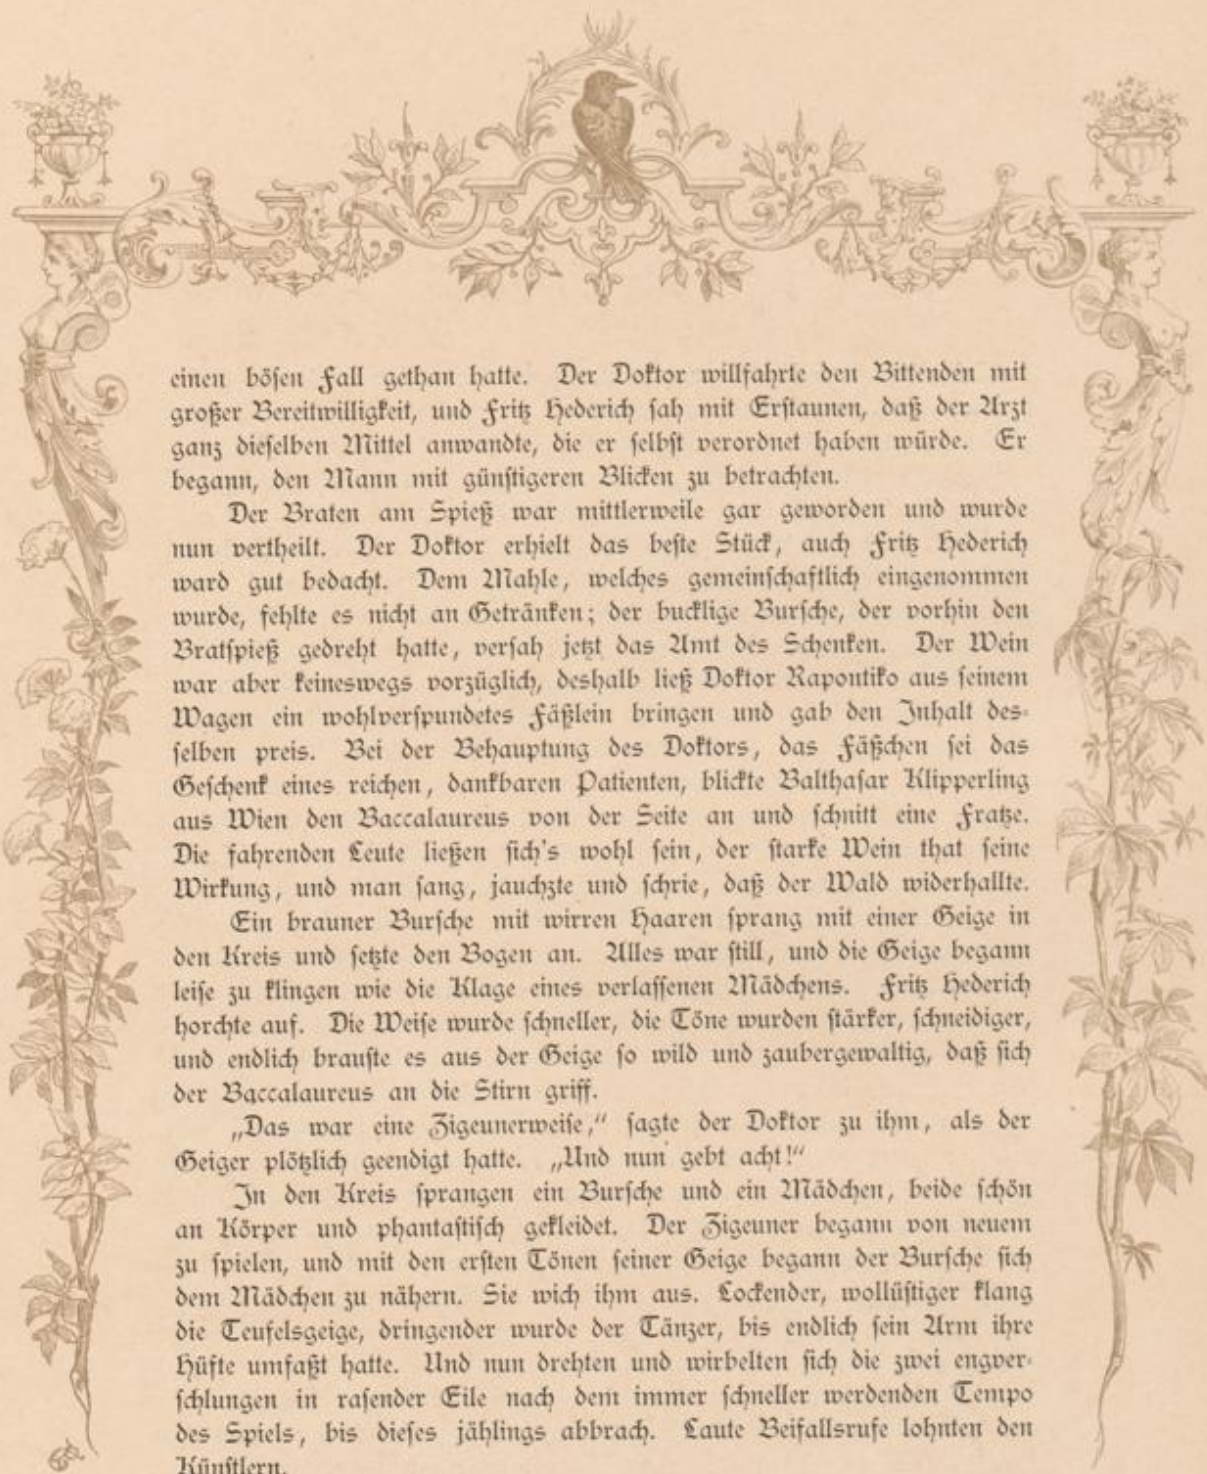 einen böſen Fall gethan hatte. Der Doktor willfahrte den Bittenden mit
großer Bereitwilligkeit, und Fritz Hederich ſah mit Erſtaunen, daß der Arzt
ganz dieſelben Mittel anwandte, die er ſelbſt verordnet haben würde. Er
begann, den Mann mit günſtigeren Blicken zu betrachten.
Der Braten am Spieß war mittlerweile gar geworden und wurde
nun vertheilt. Der Doktor erhielt das beſte Stück, auch Fritz Hederich
ward gut bedacht. Dem Mahle, welches gemeinſchaftlich eingenommen
wurde, fehlte es nicht an Getränken; der bucklige Burſche, der vorhin den
Bratſpieß gedreht hatte, verſah jetzt das Amt des Schenken. Der Wein
war aber keineswegs vorzüglich, deshalb ließ Doktor Rapontiko aus ſeinem
Wagen ein wohlverſpundetes Fäßlein bringen und gab den Inhalt des-
ſelben preis. Bei der Behauptung des Doktors, das Fäßchen ſei das
Geſchenk eines reichen, dankbaren Patienten, blickte Balthaſar Klipperling
aus Wien den Baccalaureus von der Seite an und ſchnitt eine Fratze.
Die fahrenden Leute ließen ſich's wohl ſein, der ſtarke Wein that ſeine
Wirkung, und man ſang, jauchzte und ſchrie, daß der Wald widerhallte.
Ein brauner Burſche mit wirren Haaren ſprang mit einer Geige in
den Kreis und ſetzte den Bogen an. Alles war ſtill, und die Geige begann
leiſe zu klingen wie die Klage eines verlaſſenen Mädchens. Fritz Hederich
horchte auf. Die Weiſe wurde ſchneller, die Töne wurden ſtärker, ſchneidiger,
und endlich brauſte es aus der Geige ſo wild und zaubergewaltig, daß ſich
der Baccalaureus an die Stirn griff.
„Das war eine Zigeunerweiſe,“ ſagte der Doktor zu ihm, als der
Geiger plötzlich geendigt hatte. „Und nun gebt acht!“
In den Kreis ſprangen ein Burſche und ein Mädchen, beide ſchön
an Körper und phantaſtiſch gekleidet. Der Zigeuner begann von neuem
zu ſpielen, und mit den erſten Tönen ſeiner Geige begann der Burſche ſich
dem Mädchen zu nähern. Sie wich ihm aus. Lockender, wollüſtiger klang
die Teufelsgeige, dringender wurde der Tänzer, bis endlich ſein Arm ihre
Hüfte umfaßt hatte. Und nun drehten und wirbelten ſich die zwei engver-
ſchlungen in raſender Eile nach dem immer ſchneller werdenden Tempo
des Spiels, bis dieſes jählings abbrach. Laute Beifallsrufe lohnten den
Künſtlern.